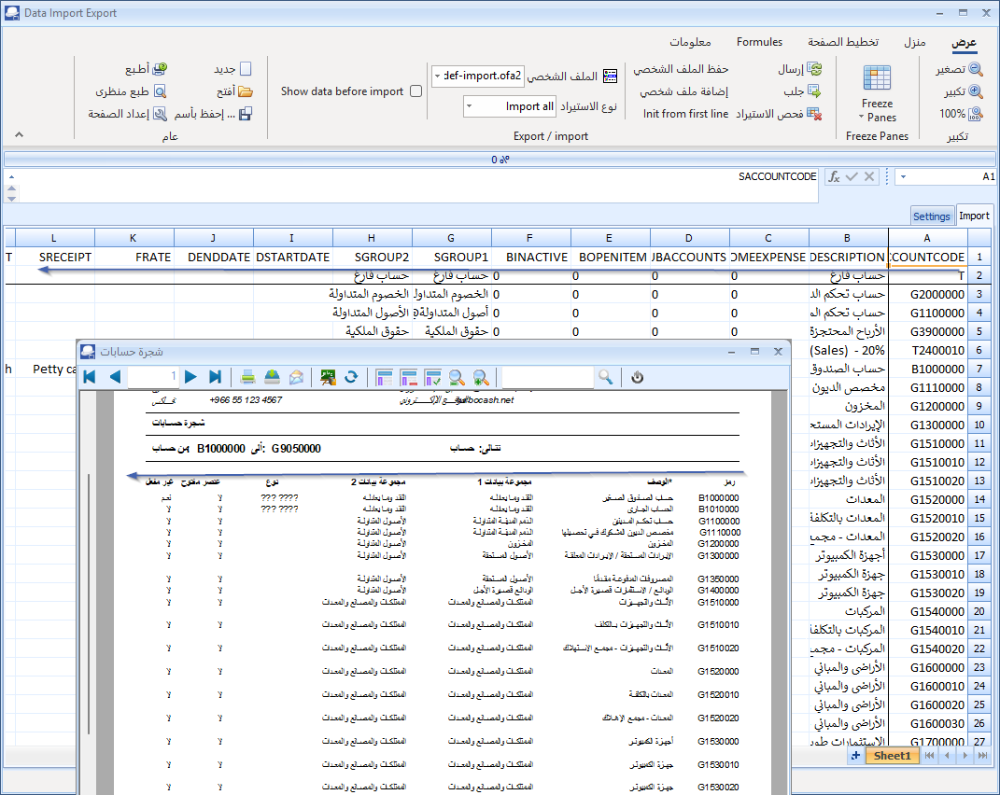 Data Import Export
عرض
منزل
تخطيط الصفحة
Formules
معلومات
تصغير
تكبير
100%
تكبير
Freeze Panes
Freeze Panes
إرسال
جلب
فحص الاستيراد
حفظ الملف الشخصي
إضافة ملف شخصي
Init from first line
الملف الشخصي
def-import.ofa2
نوع الاستيراد
Import all
Export / import
Show data before import
جديد
أفتح
إحفظ بأسم ...
أطبع
طبع منظرى
إعداد الصفحة
عام
0 %
A1
SACCOUNTCODE
Import
Settings
A B C D E F G H I J K L
1 CCOUNTCODE DESCRIPTION OMEEXPENSE UBACCOUNTS BOPENITEM BINACTIVE SGROUP1 SGROUP2 DSTARTDATE DENDDATE FRATE SRECEIPT T
2 T حساب فارغ 0 0 0 0 حساب فارغ حساب فارغ
3 G2000000 حساب تحكم الد 0 0 0 0 الخصوم المتداولة الخصوم المتداولة
4 G1100000 حساب تحكم الم 0 0 0 0 أصول المتداولة الأصول المتداولة
5 G3900000 الأرباح المحتجزة 0 0 0 0 حقوق الملكية حقوق الملكية
6 T2400010 (Sales) - 20% Petty ca h
7 B1000000 حساب الصندوق
8 G1110000 مخصص الديون
9 G1200000 المخزون
10 G1300000 الإيرادات المستح
11 G1510000 الأثاث والتجهيزات
12 G1510010 الأثاث والتجهيزات
13 G1510020 الأثاث والتجهيزات
14 G1520000 المعدات
15 G1520010 المعدات بالتكلفة
16 G1520020 المعدات - مجمع
17 G1530000 أجهزة الكمبيوتر
18 G1530010 جهزة الكمبيوتر
19 G1530020 جهزة الكمبيوتر
20 G1540000 المركبات
21 G1540010 المركبات بالتكلفة
22 G1540020 المركبات - مجمع
23 G1600000 الأراضى والمباني
24 G1600010 الأراضى والمباني
25 G1600020 الأراضى والمباني
26 G1600030 الأراضى والمباني
27 G1700000 الإستثمارات طوي
Sheet1
شجرة حسابات
1
+966 55 123 4567
شجرة حسابات
من حساب B1000000 الى: G9050000
تتالى: حساب
رمز الوصف* مجموعة بيانات 1 مجموعة بيانات 2 نوع عنصر مفتوح غير مفعل
B1000000 حساب الصندوق الصغير النقد وما يعادله النقد وما يعادله ???? ??? لا نعم
B1010000 الحساب الجارى النقد وما يعادله النقد وما يعادله ???? ??? لا لا
G1100000 حساب تحكم المدينين الذمم المدينة المتداولة الأصول المتداولة لا لا
G1110000 مخصص الديون المشكوك في تحصيلها الذمم المدينة المتداولة الأصول المتداولة لا لا
G1200000 المخزون المخزون الأصول المتداولة لا لا
G1300000 الإيرادات المستحقة / الإيرادات المعلقة الأصول المستحقة الأصول المتداولة لا لا
G1350000 المصروفات المدفوعة مقدمًا الأصول المستحقة الأصول المتداولة لا لا
G1400000 الودائع / الاستثمارات قصيرة الأجل الودائع قصيرة الأجل الأصول المتداولة لا لا
G1510000 الأثاث والتجهيزات الممتلكات والمصانع والمعدات الممتلكات والمصانع والمعدات لا لا
G1510010 الأثاث والتجهيزات بالتكلف الممتلكات والمصانع والمعدات الممتلكات والمصانع والمعدات لا لا
G1510020 الأثاث والتجهيزات - مجمع الاستهلاك الممتلكات والمصانع والمعدات الممتلكات والمصانع والمعدات لا لا
G1520000 المعدات الممتلكات والمصانع والمعدات الممتلكات والمصانع والمعدات لا لا
G1520010 المعدات بالتكلفة الممتلكات والمصانع والمعدات الممتلكات والمصانع والمعدات لا لا
G1520020 المعدات - مجمع الإهلاك الممتلكات والمصانع والمعدات الممتلكات والمصانع والمعدات لا لا
G1530000 أجهزة الكمبيوتر الممتلكات والمصانع والمعدات الممتلكات والمصانع والمعدات لا لا
G1530010 جهزة الكمبيوتر الممتلكات والمصانع والمعدات الممتلكات والمصانع والمعدات لا لا
G1530020 جهزة الكمبيوتر الممتلكات والمصانع والمعدات الممتلكات والمصانع والمعدات لا لا